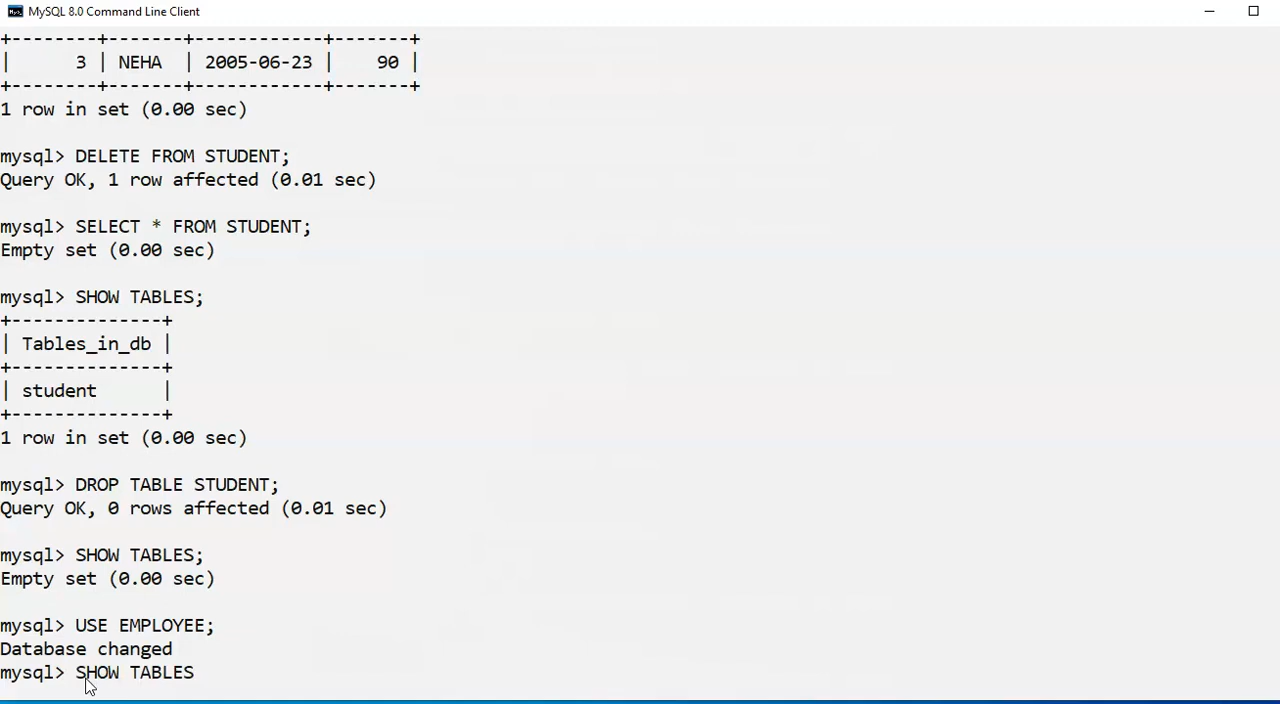 MySQL 8.0 Command Line Client
+--------+-------+------------+-------+
|      3 | NEHA  | 2005-06-23 |    90 |
+--------+-------+------------+-------+
1 row in set (0.00 sec)
mysql> DELETE FROM STUDENT;
Query OK, 1 row affected (0.01 sec)
mysql> SELECT * FROM STUDENT;
Empty set (0.00 sec)
mysql> SHOW TABLES;
+--------------+
| Tables_in_db |
+--------------+
| student      |
+--------------+
1 row in set (0.00 sec)
mysql> DROP TABLE STUDENT;
Query OK, 0 rows affected (0.01 sec)
mysql> SHOW TABLES;
Empty set (0.00 sec)
mysql> USE EMPLOYEE;
Database changed
mysql> SHOW TABLES